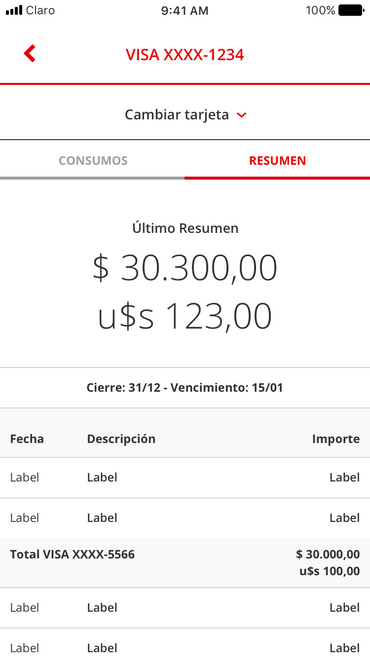 Claro 9:41 AM 100%
VISA XXXX-1234
Cambiar tarjeta
CONSUMOS RESUMEN
Último Resumen
$ 30.300,00
u$s 123,00
Cierre: 31/12 - Vencimiento: 15/01
Fecha Descripción Importe
Label Label Label
Label Label Label
Total VISA XXXX-5566 $ 30.000,00
u$s 100,00
Label Label Label
Label Label Label